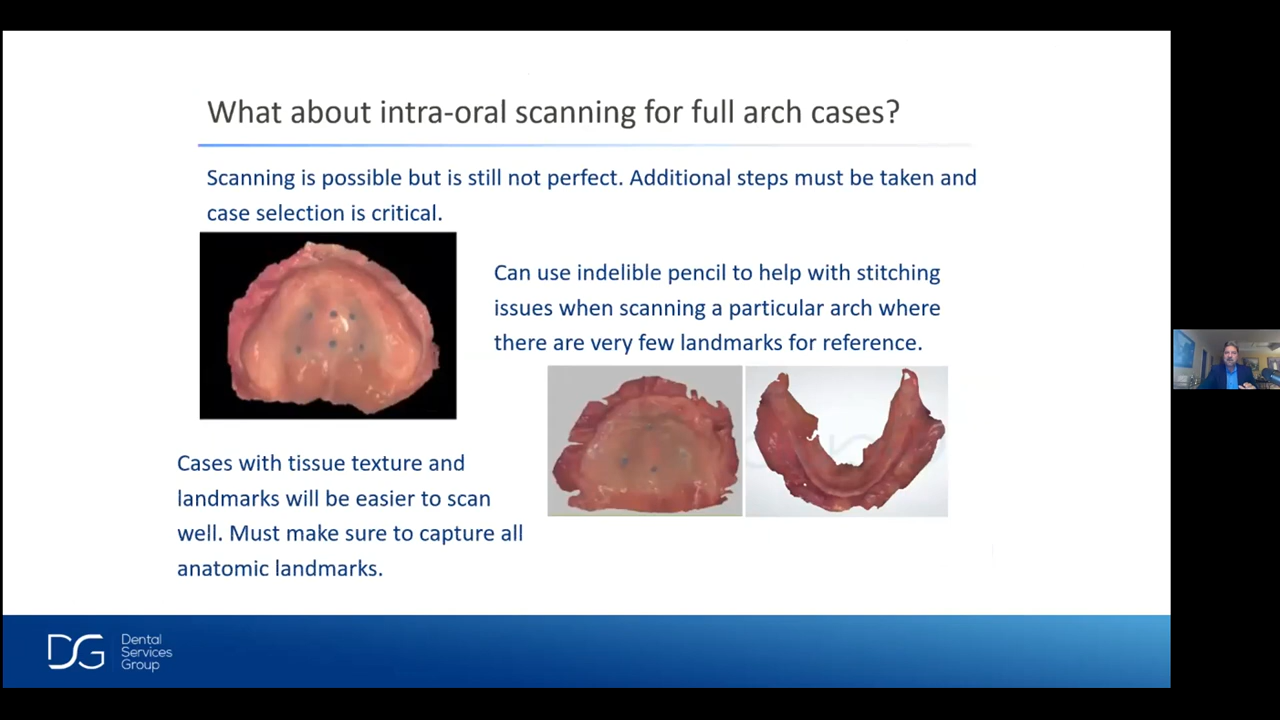 What about intra-oral scanning for full arch cases?
Scanning is possible but is still not perfect. Additional steps must be taken and
case selection is critical.
Can use indelible pencil to help with stitching
issues when scanning a particular arch where
there are very few landmarks for reference.
Cases with tissue texture and
landmarks will be easier to scan
well. Must make sure to capture all
anatomic landmarks.
DG
Dental
Services
Group